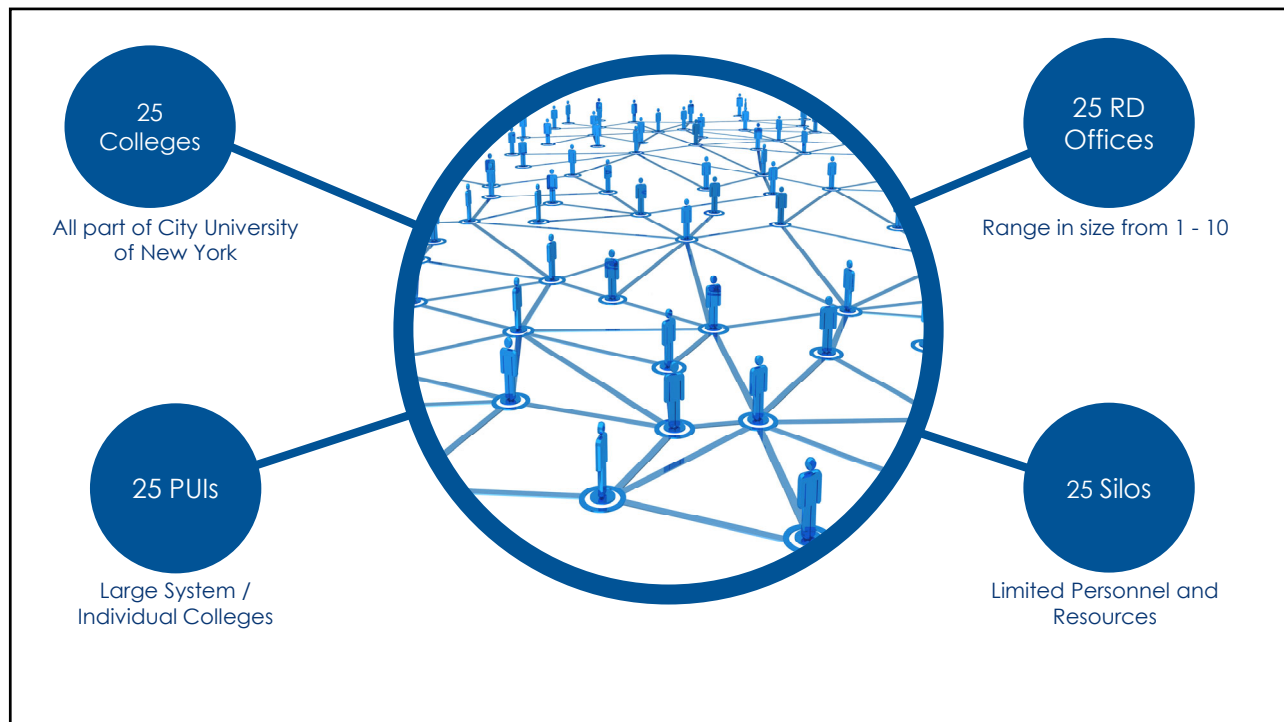 25
Colleges
All part of City University
of New York
25 RD
Offices
Range in size from 1 - 10
25 PUIs
Large System /
Individual Colleges
25 Silos
Limited Personnel and
Resources